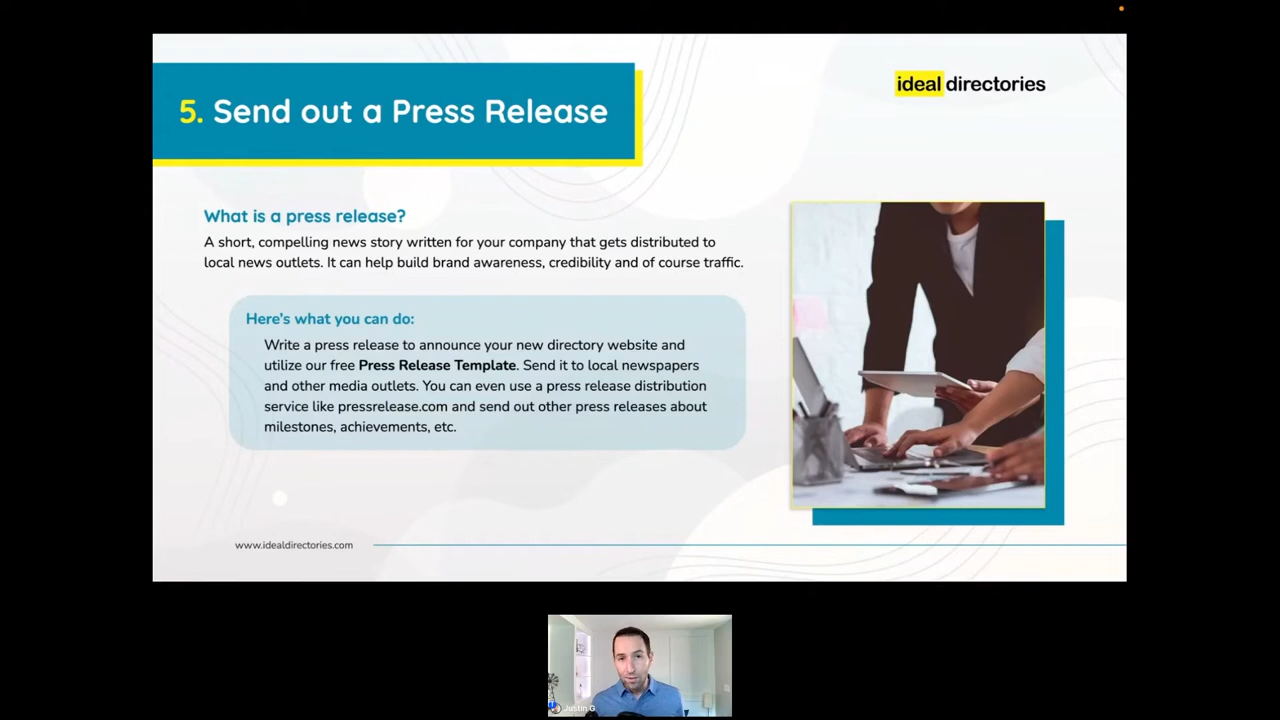 5. Send out a Press Release
ideal directories
What is a press release?
A short, compelling news story written for your company that gets distributed to
local news outlets. It can help build brand awareness, credibility and of course traffic.
Here's what you can do:
Write a press release to announce your new directory website and
utilize our free Press Release Template. Send it to local newspapers
and other media outlets. You can even use a press release distribution
service like pressrelease.com and send out other press releases about
milestones, achievements, etc.
www.idealdirectories.com
Justin G